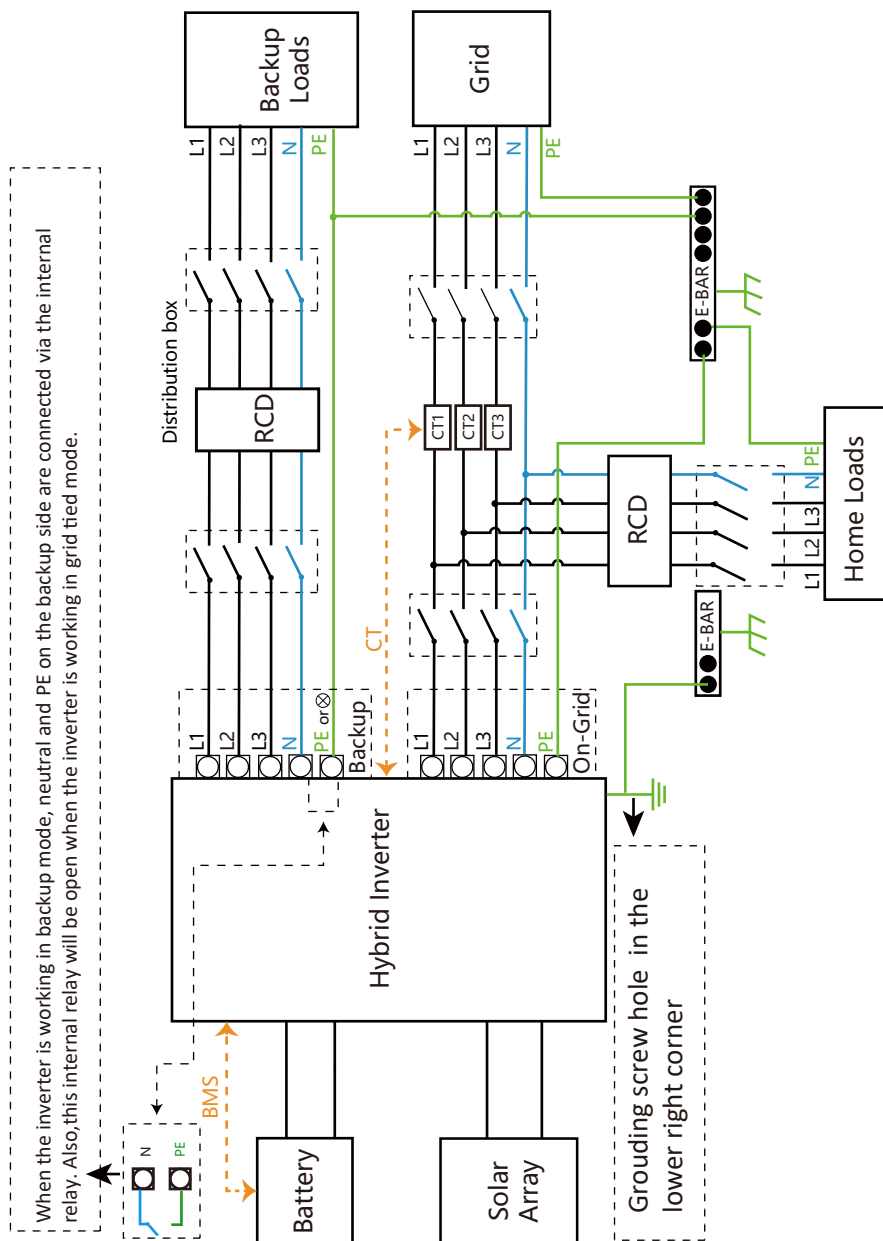 When the inverter is working in backup mode, neutral and PE on the backup side are connected via the internal
relay. Also,this internal relay will be open when the inverter is working in grid tied mode.
N
PE
Distribution box
Backup
Loads
L1
L2
L3
N
PE
RCD
L1
L2
L3
N
PE or
Backup
Grid
L1
L2
L3
N
PE
CT1
CT2
CT3
CT
L1
L2
L3
N
PE
On-Grid
Hybrid Inverter
BMS
Battery
Solar
Array
E-BAR
E-BAR
RCD
L1
L2
L3
N
PE
Home Loads
Grouding screw hole in the
lower right corner